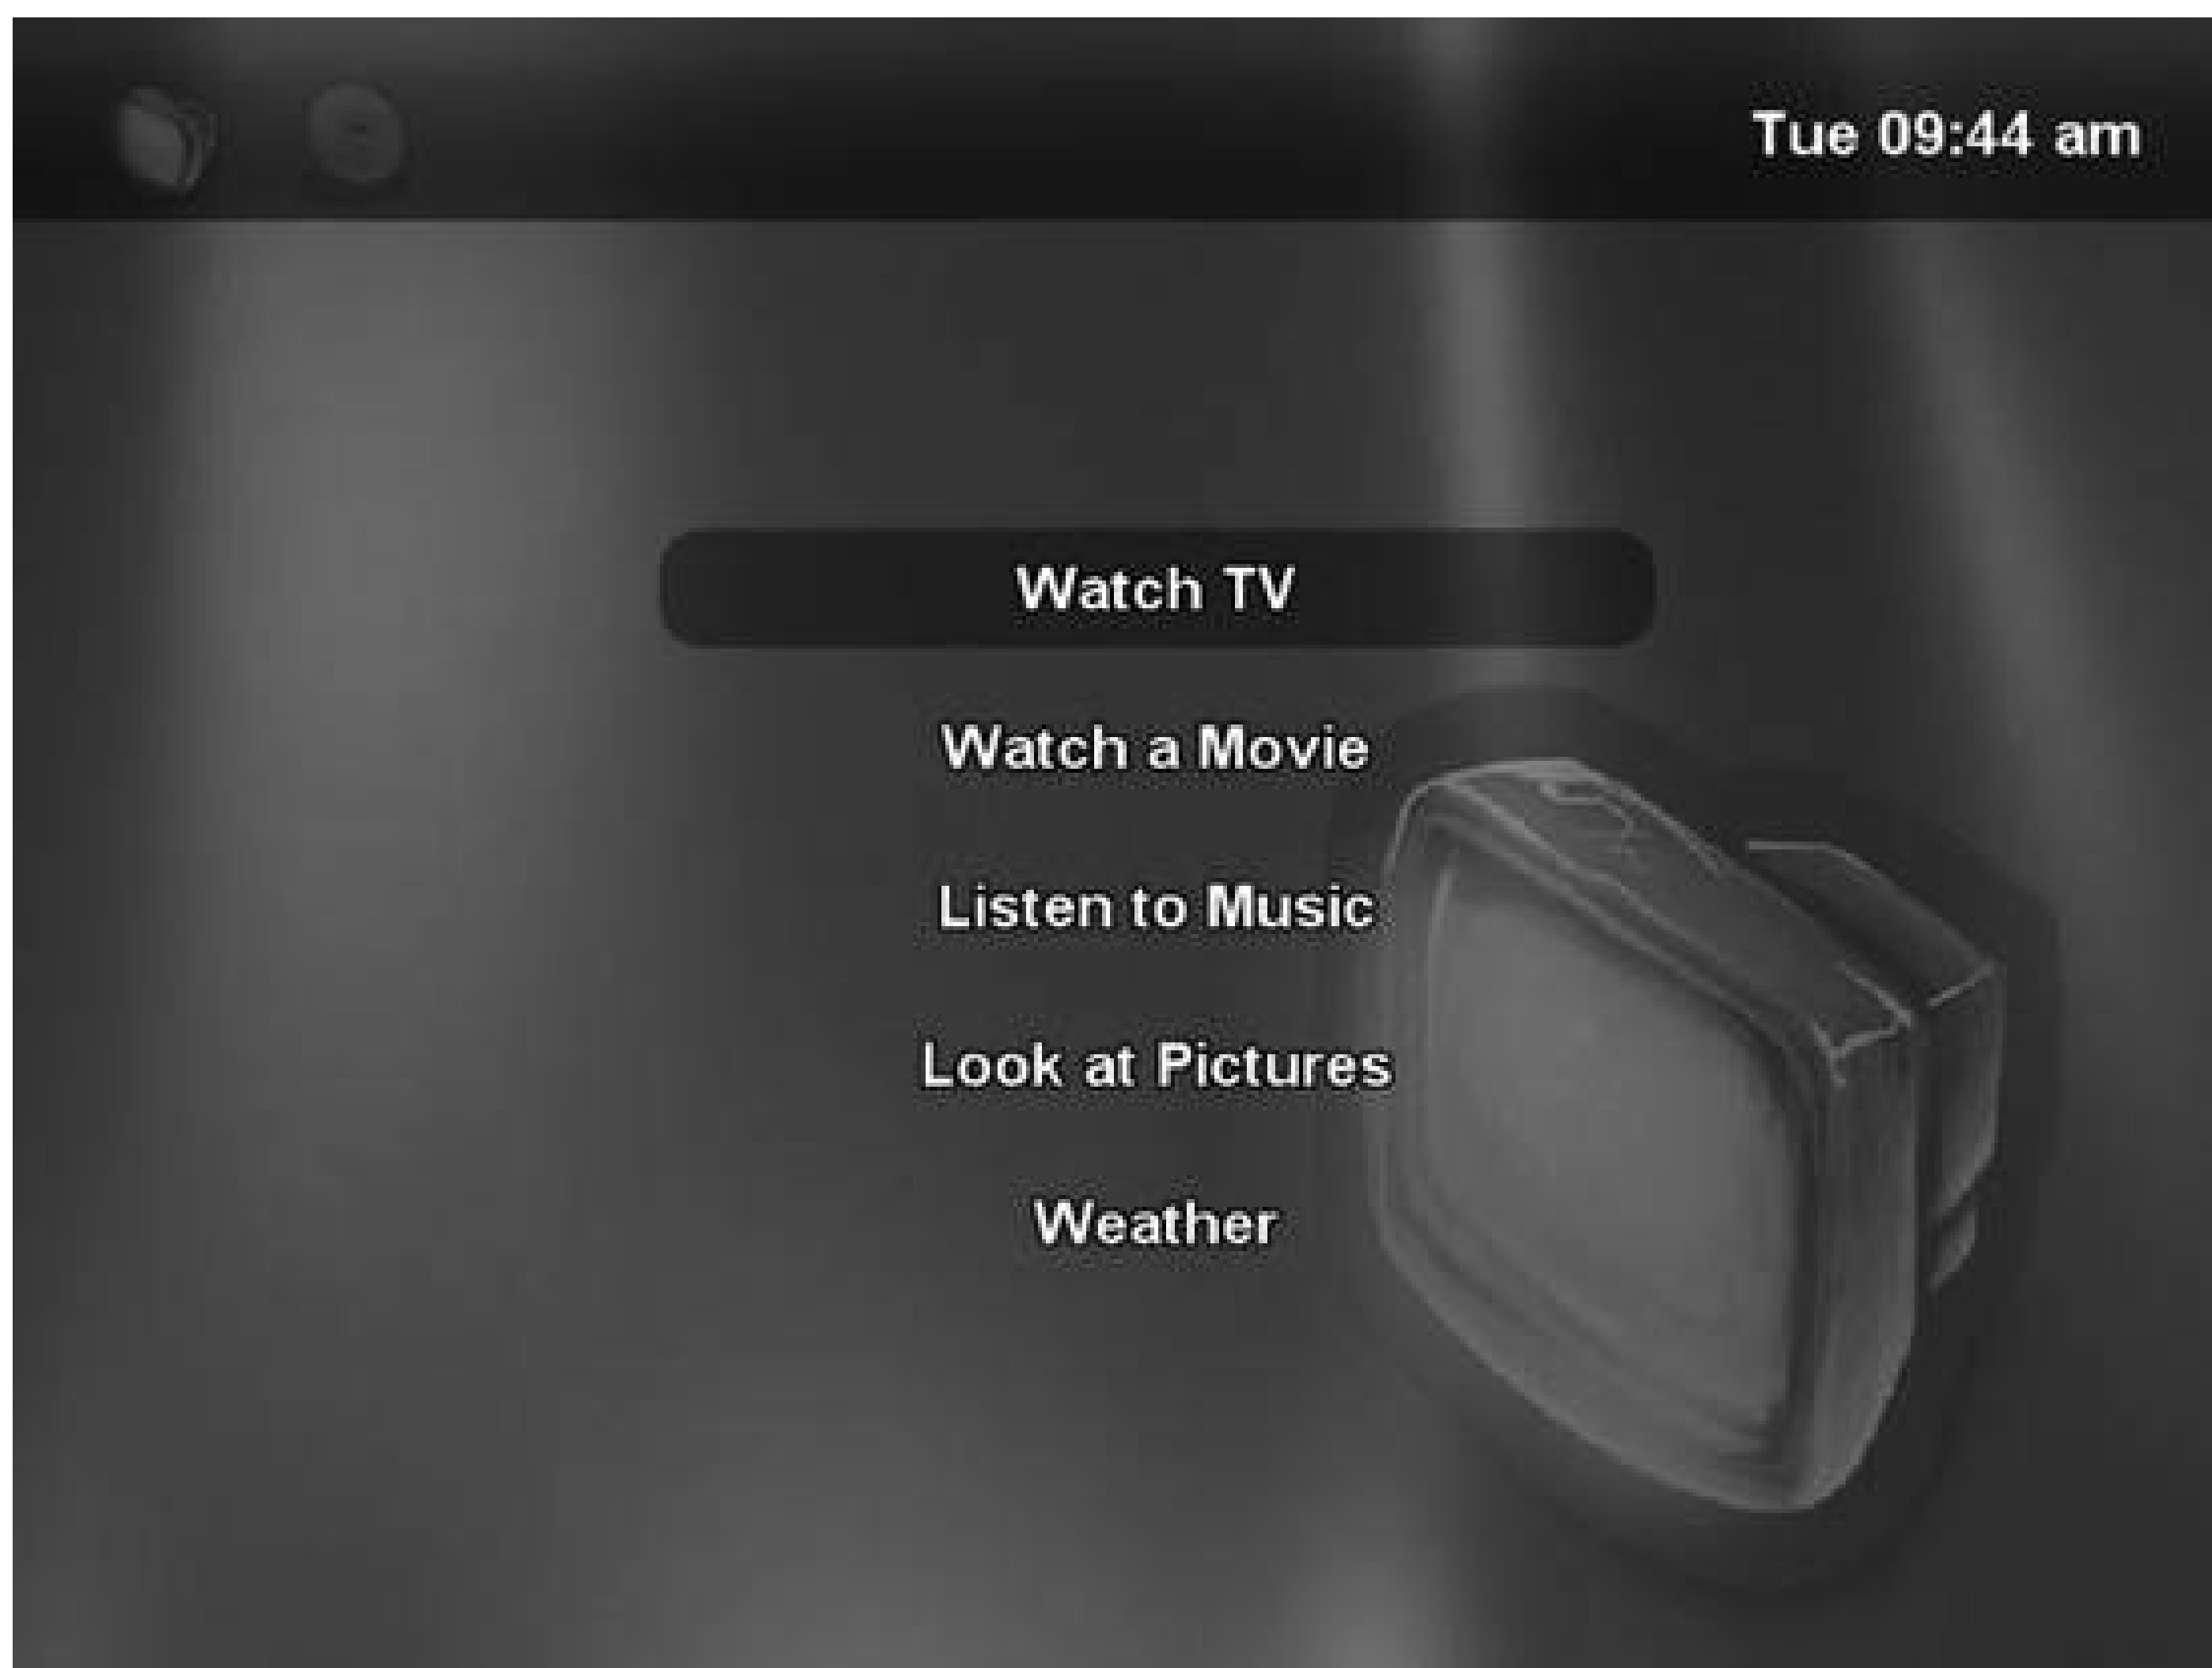 Tue 09:44 am
Watch TV
Watch a Movie
Listen to Music
Look at Pictures
Weather